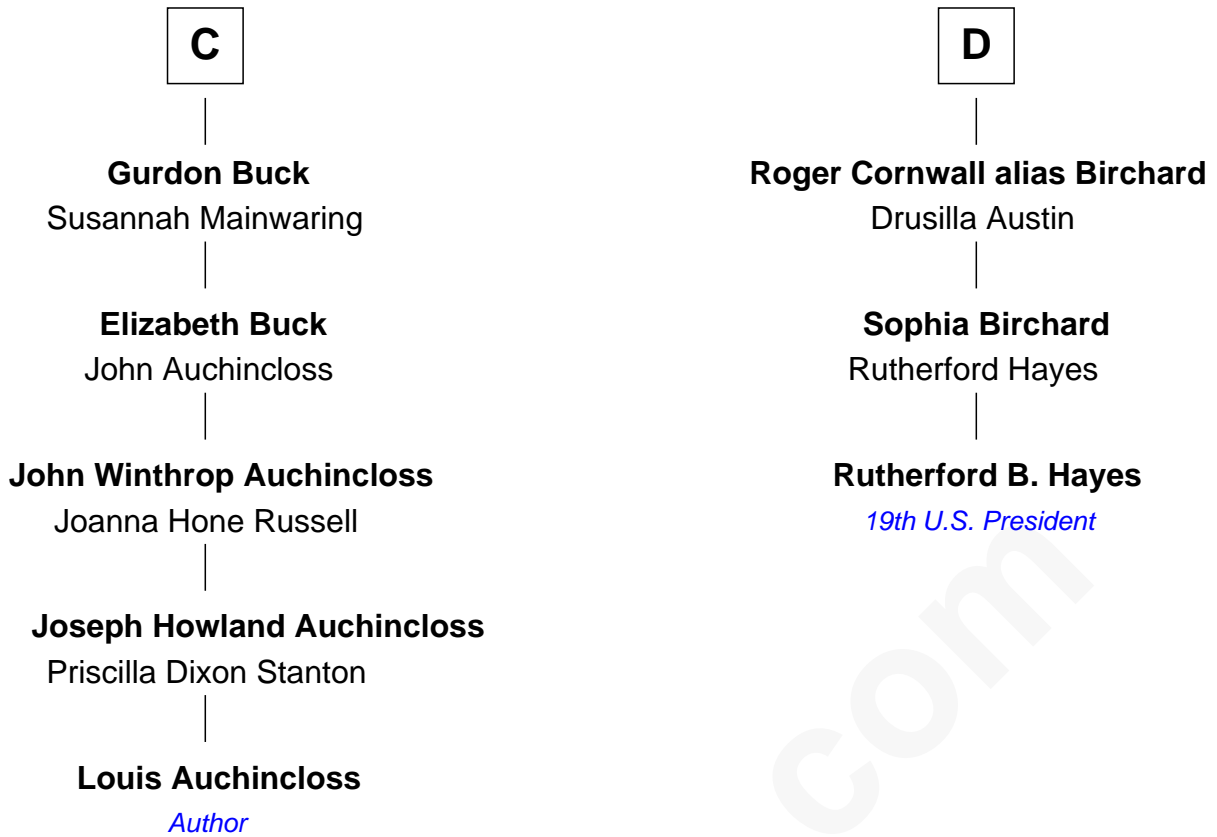 C
Gurdon Buck
Susannah Mainwaring
Elizabeth Buck
John Auchincloss
John Winthrop Auchincloss
Joanna Hone Russell
Joseph Howland Auchincloss
Priscilla Dixon Stanton
Louis Auchincloss
Author
D
Roger Cornwall alias Birchard
Drusilla Austin
Sophia Birchard
Rutherford Hayes
Rutherford B. Hayes
19th U.S. President
com